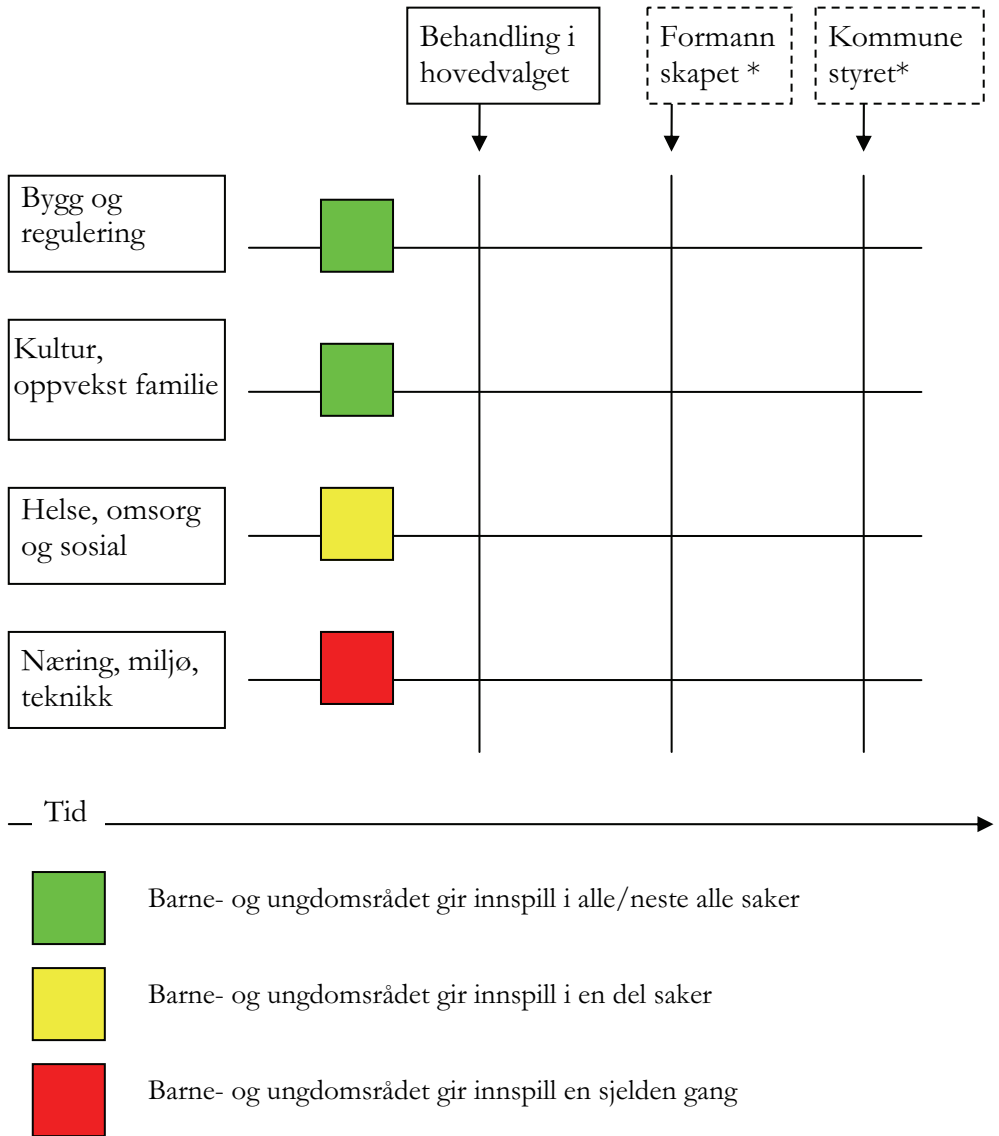 Behandling i
hovedvalget
Formann
skapet *
Kommune
styret*
Bygg og
regulering
Kultur,
oppvekst familie
Helse, omsorg
og sosial
Næring, miljø,
teknikk
Tid
Barne- og ungdomsrådet gir innspill i alle/neste alle saker
Barne- og ungdomsrådet gir innspill i en del saker
Barne- og ungdomsrådet gir innspill en sjelden gang